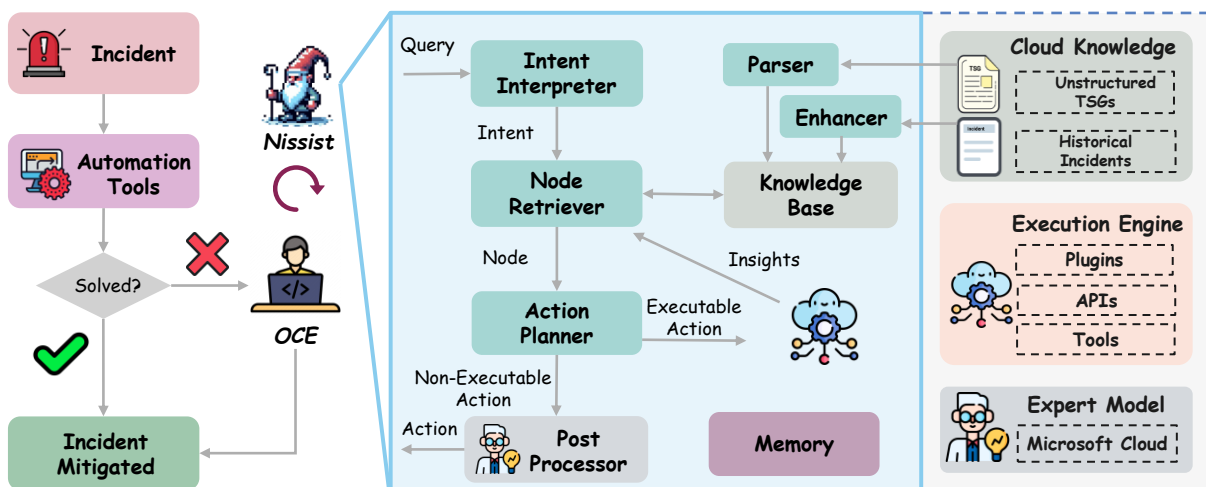 Incident
Automation
Tools
Solved?
Incident
Mitigated
Nissist
OCE
Query
Intent
Interpreter
Intent
Node
Retriever
Node
Action
Planner
Executable
Action
Non-Executable
Action
Action
Post
Processor
Parser
Enhancer
Knowledge
Base
Insights
Memory
Cloud Knowledge
TSG
Unstructured
TSGs
Incident
Historical
Incidents
Execution Engine
Plugins
APIs
Tools
Expert Model
Microsoft Cloud